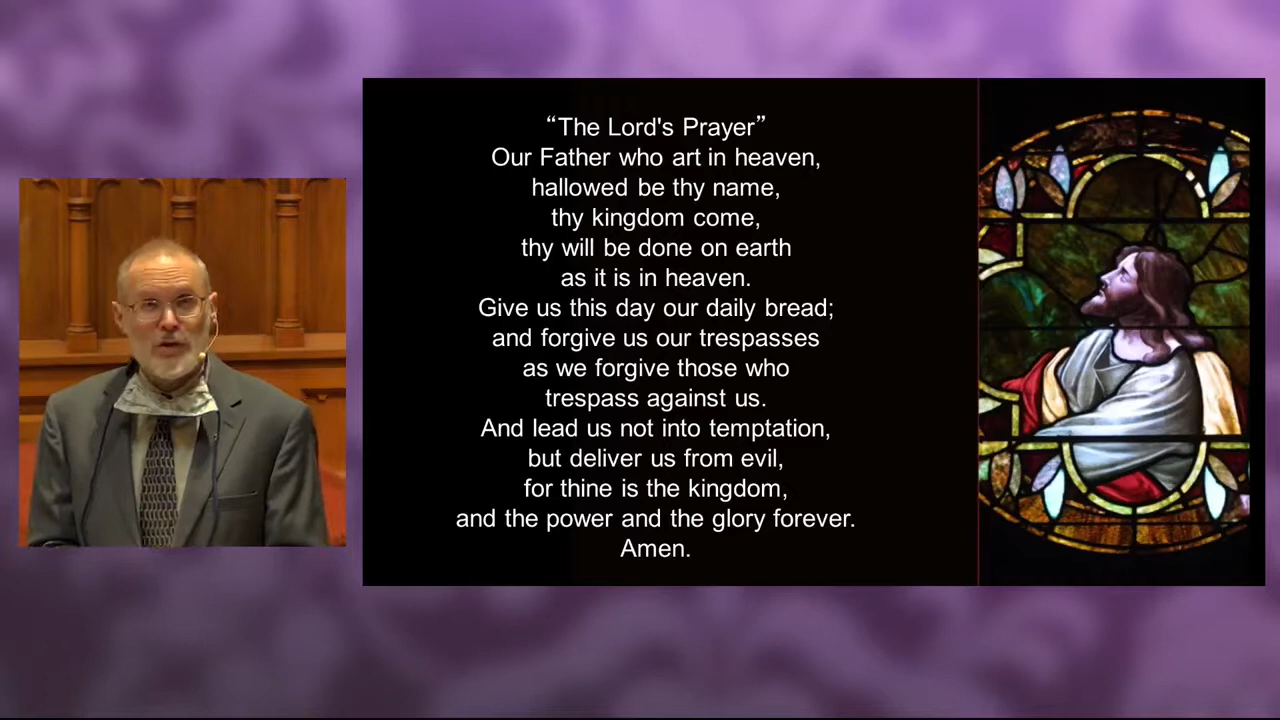 “The Lord's Prayer”
Our Father who art in heaven,
hallowed be thy name,
thy kingdom come,
thy will be done on earth
as it is in heaven.
Give us this day our daily bread;
and forgive us our trespasses
as we forgive those who
trespass against us.
And lead us not into temptation,
but deliver us from evil,
for thine is the kingdom,
and the power and the glory forever.
Amen.